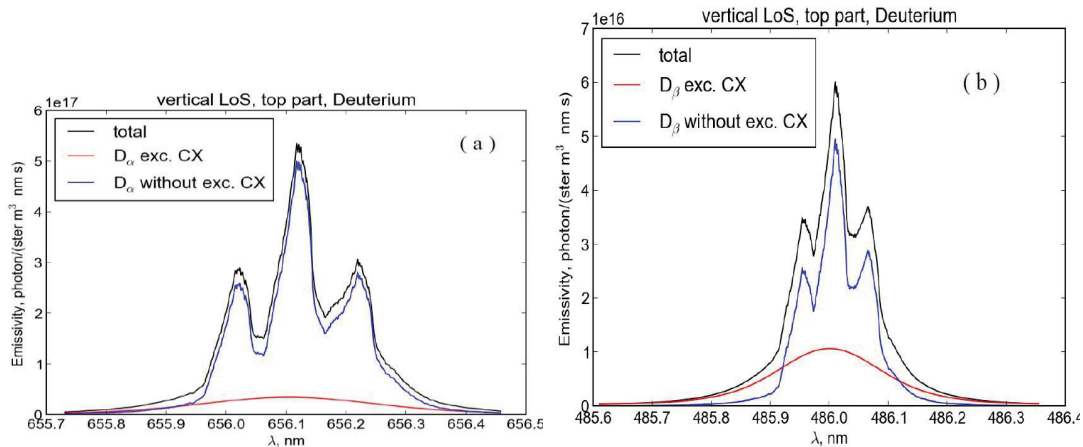 vertical LoS, top part, Deuterium
1e17
( a )
total
Dα exc. CX
Dα without exc. CX
Emissivity, photon/(ster m³ nm s)
6
5
4
3
2
1
0
655.7 655.8 655.9 656.0 656.1 656.2 656.3 656.4 656.5
λ, nm
vertical LoS, top part, Deuterium
1e16
( b )
total
Dβ exc. CX
Dβ without exc. CX
Emissivity, photon/(ster m³ nm s)
7
6
5
4
3
2
1
0
485.6 485.7 485.8 485.9 486.0 486.1 486.2 486.3 486.4
λ, nm